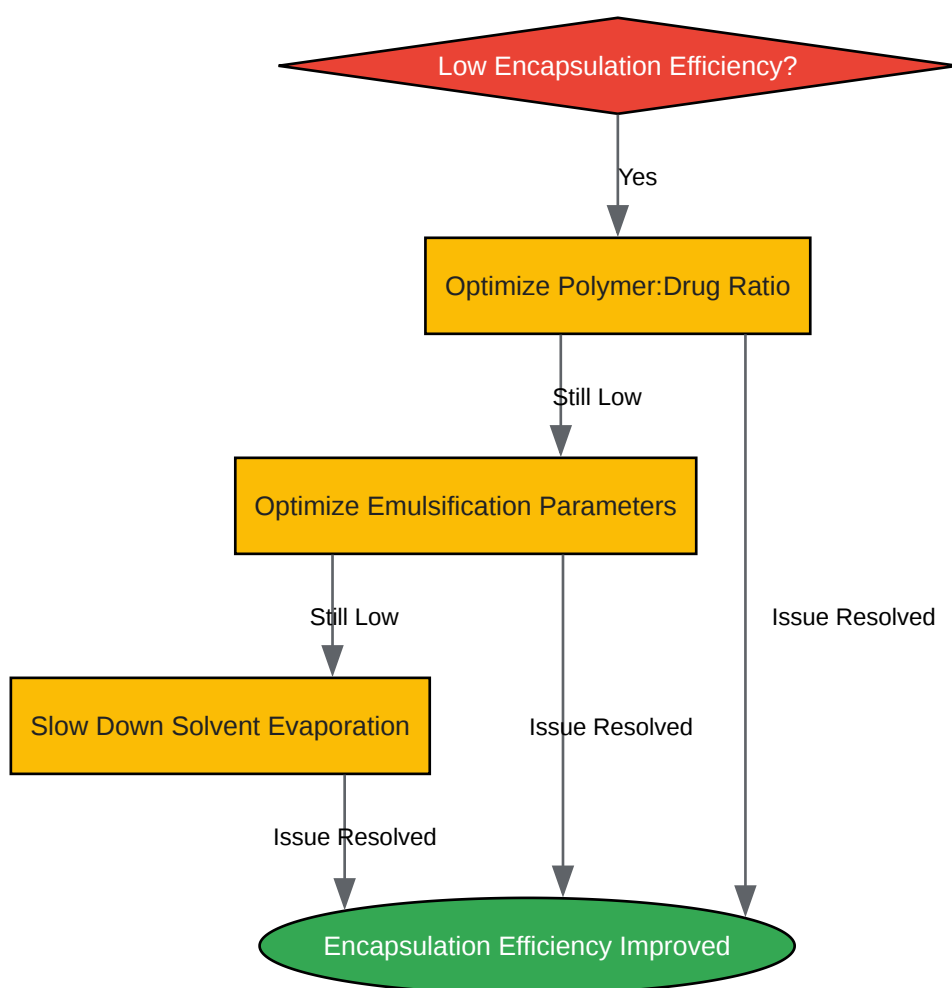 Low Encapsulation Efficiency?
Yes
Optimize Polymer:Drug Ratio
Still Low
Optimize Emulsification Parameters
Still Low
Issue Resolved
Slow Down Solvent Evaporation
Issue Resolved
Issue Resolved
Encapsulation Efficiency Improved